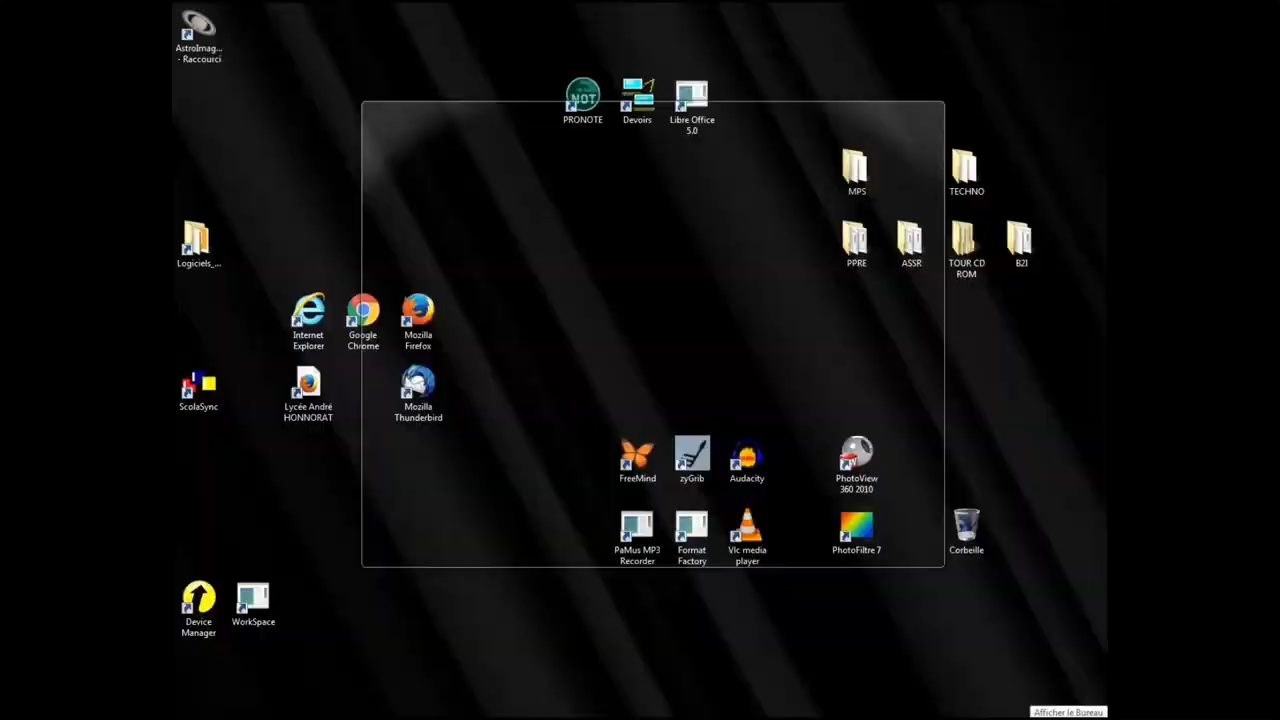 AstroImag...
- Raccourci
NOT
PRONOTE
Devoirs
Libre Office
5.0
MPS
TECHNO
Logiciels_...
PPRE
ASSR
TOUR CD
ROM
B2I
Internet
Explorer
Google
Chrome
Mozilla
Firefox
ScolaSync
Lycée André
HONNORAT
Mozilla
Thunderbird
FreeMind
zyGrib
Audacity
PhotoView
360 2010
PaMus MP3
Recorder
Format
Factory
Vlc media
player
PhotoFiltre 7
Corbeille
Device
Manager
WorkSpace
Afficher le Bureau